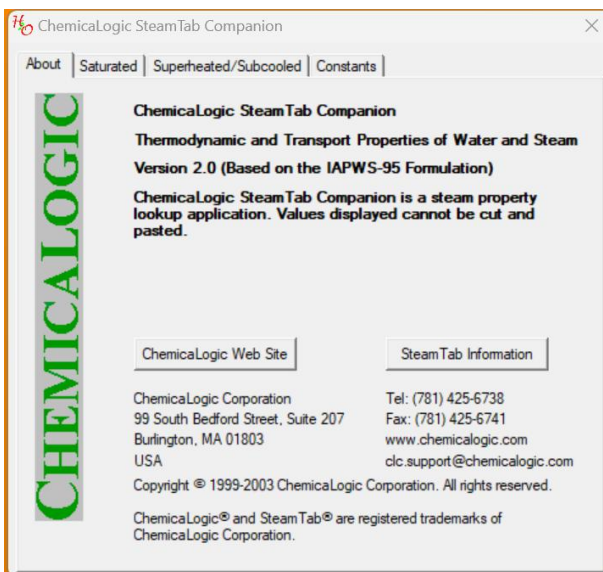 H2O ChemicaLogic SteamTab Companion
About Saturated Superheated/Subcooled Constants
CHEMICALOGIC
ChemicaLogic SteamTab Companion
Thermodynamic and Transport Properties of Water and Steam
Version 2.0 (Based on the IAPWS-95 Formulation)
ChemicaLogic SteamTab Companion is a steam property
lookup application. Values displayed cannot be cut and
pasted.
ChemicaLogic Web Site
SteamTab Information
ChemicaLogic Corporation
99 South Bedford Street, Suite 207
Burlington, MA 01803
USA
Tel: (781) 425-6738
Fax: (781) 425-6741
www.chemicalogic.com
clc.support@chemicalogic.com
Copyright © 1999-2003 ChemicaLogic Corporation. All rights reserved.
ChemicaLogic® and SteamTab® are registered trademarks of
ChemicaLogic Corporation.